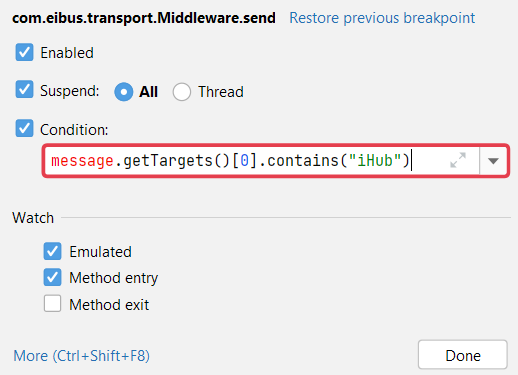 com.eibus.transport.Middleware.send Restore previous breakpoint
Enabled
Suspend: All Thread
Condition:
message.getTargets()[0].contains("iHub")
Watch
Emulated
Method entry
Method exit
More (Ctrl+Shift+F8) Done